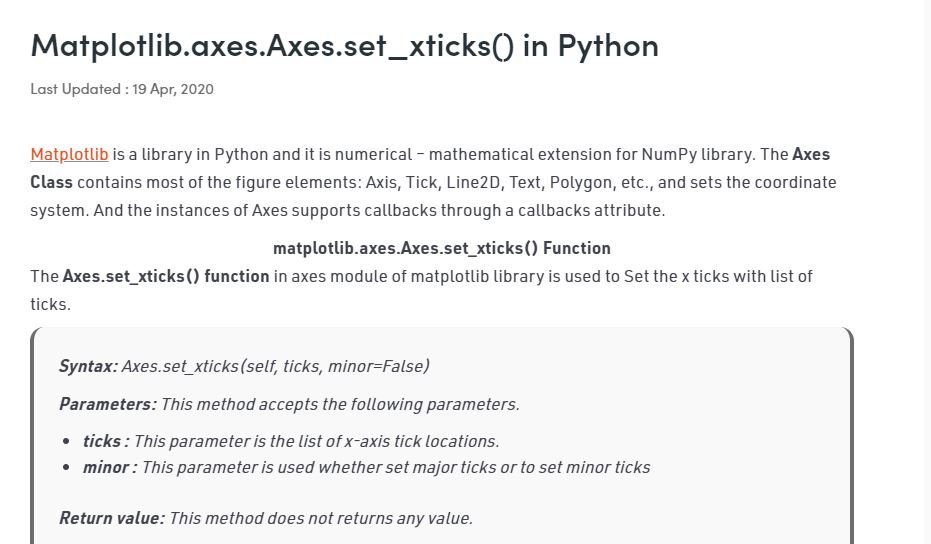 Matplotlib.axes.Axes.set_xticks() in Python
Last Updated : 19 Apr, 2020
Matplotlib is a library in Python and it is numerical – mathematical extension for NumPy library. The Axes
Class contains most of the figure elements: Axis, Tick, Line2D, Text, Polygon, etc., and sets the coordinate
system. And the instances of Axes supports callbacks through a callbacks attribute.
matplotlib.axes.Axes.set_xticks() Function
The Axes.set_xticks() function in axes module of matplotlib library is used to Set the x ticks with list of
ticks.
Syntax: Axes.set_xticks(self, ticks, minor=False)
Parameters: This method accepts the following parameters.
• ticks : This parameter is the list of x-axis tick locations.
• minor : This parameter is used whether set major ticks or to set minor ticks
Return value: This method does not returns any value.